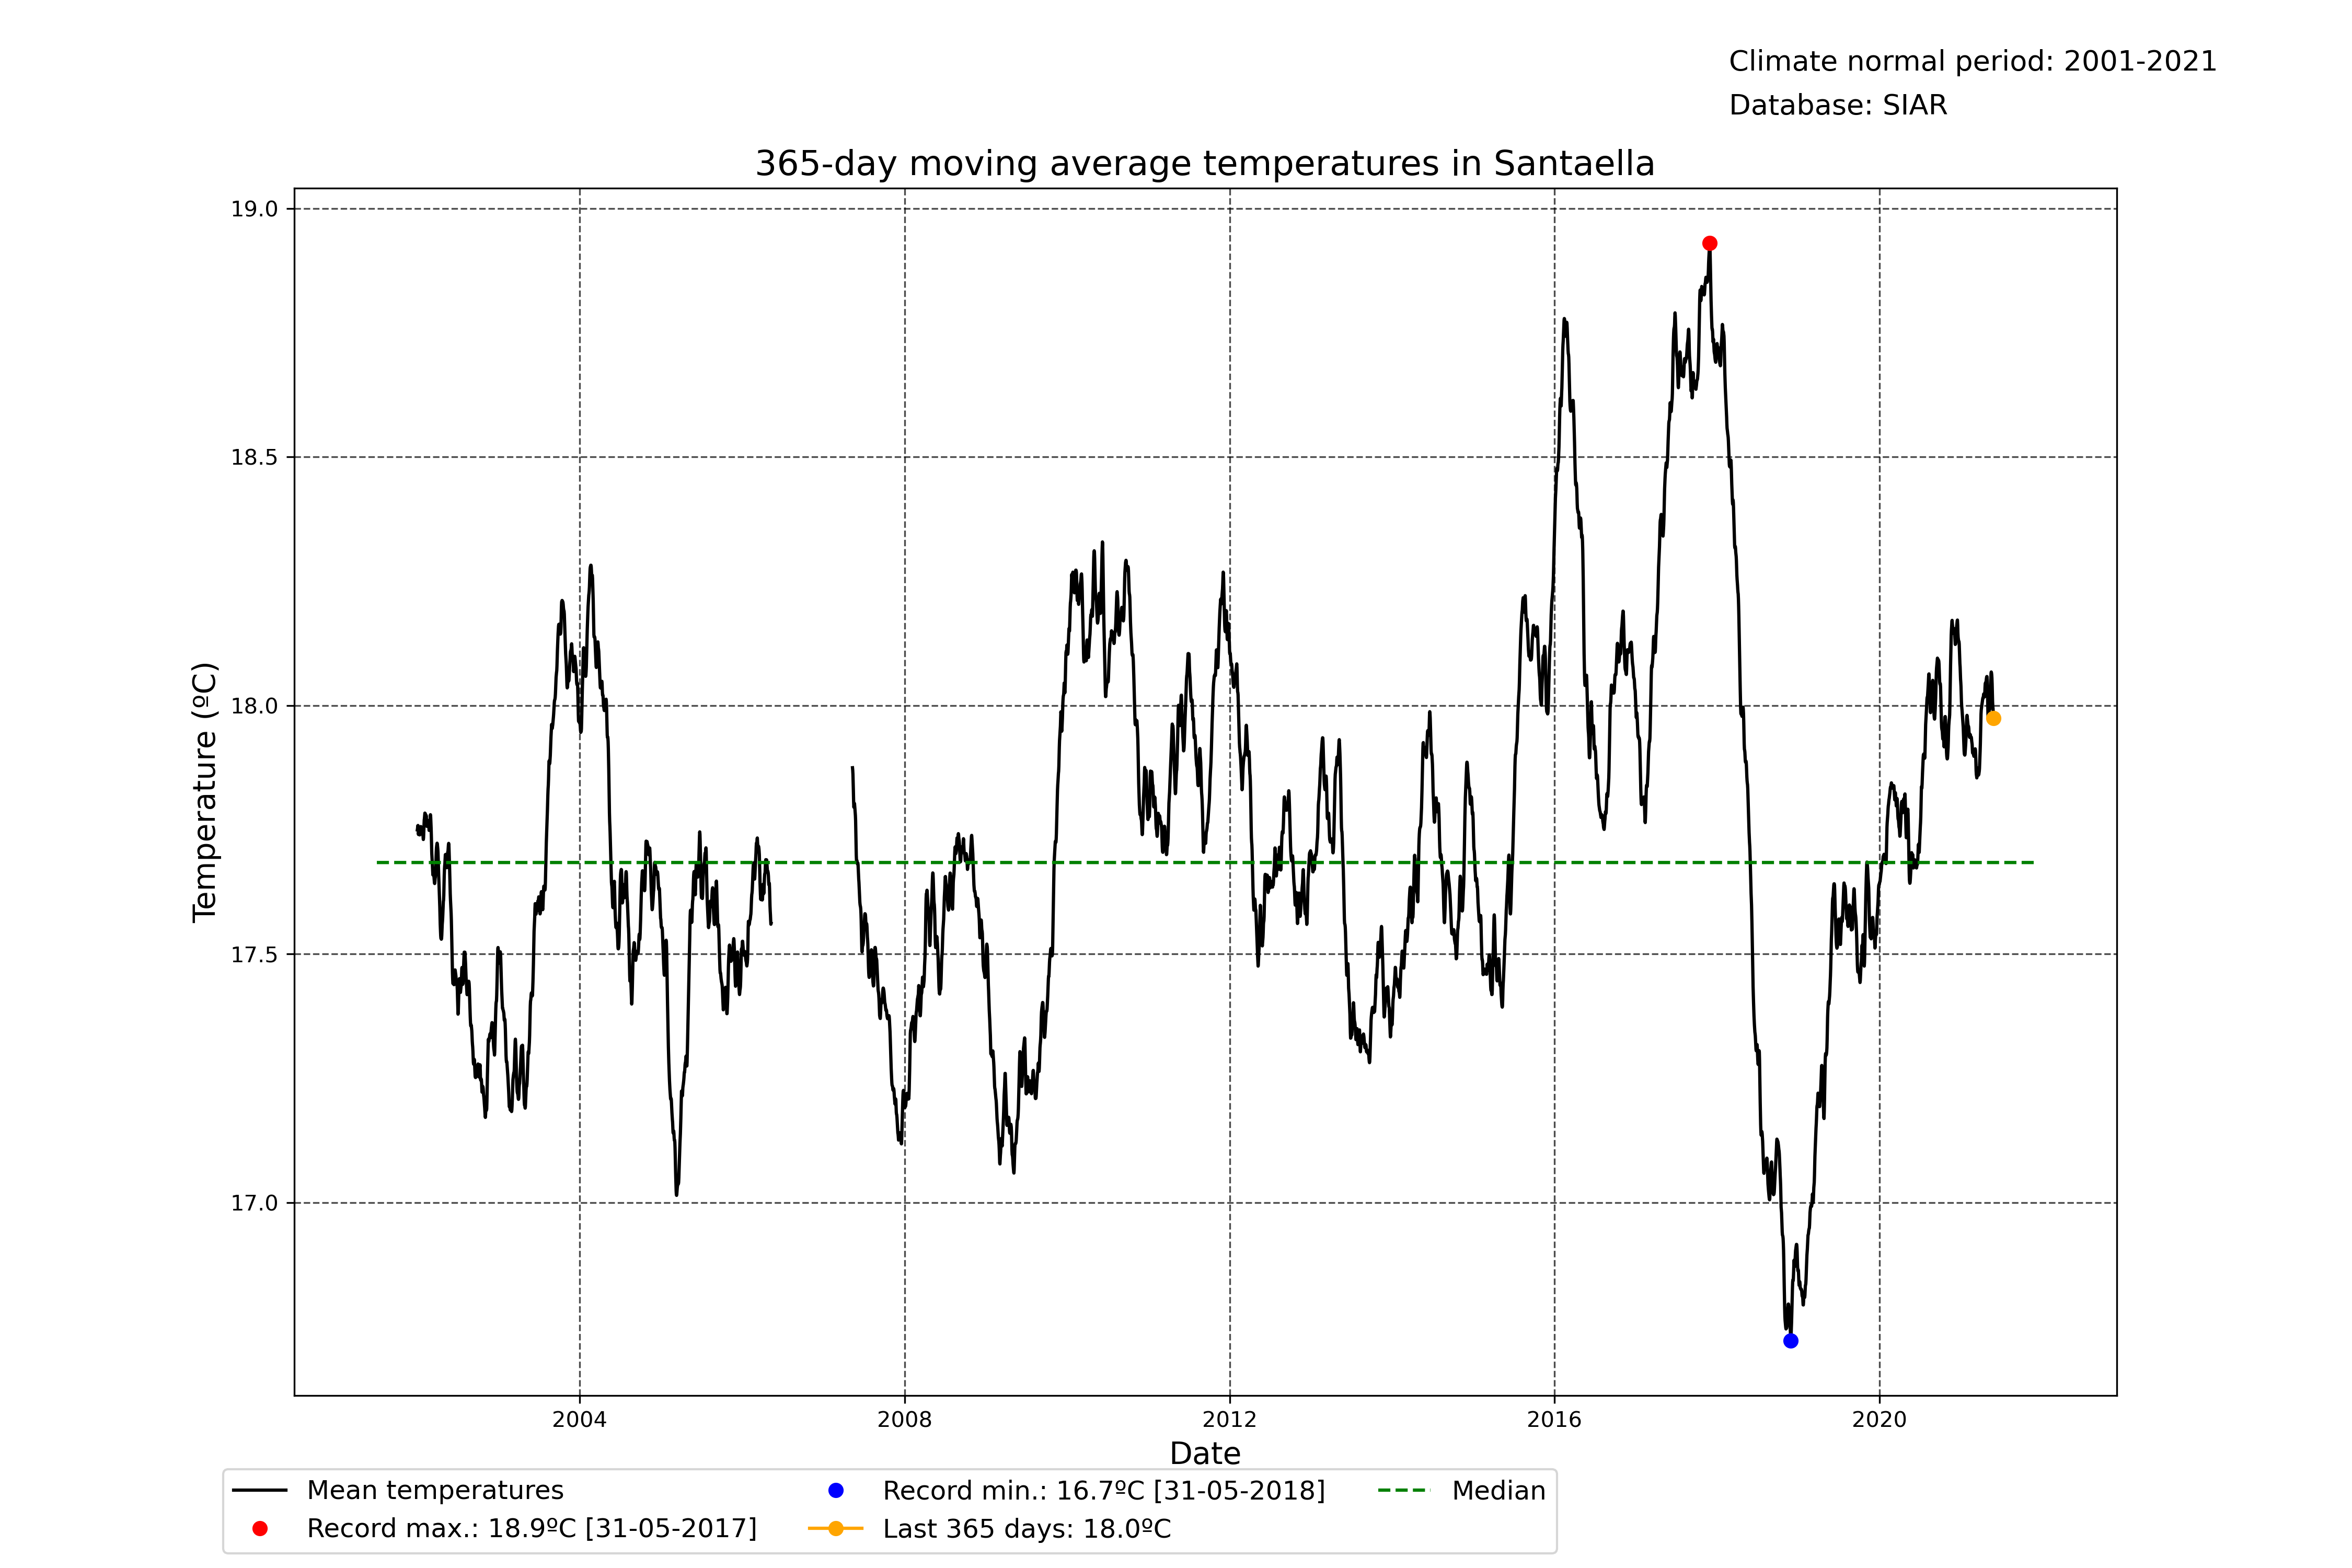 Climate normal period: 2001-2021
Database: SIAR
365-day moving average temperatures in Santaella
Temperature (ºC)
19.0
18.5
18.0
17.5
17.0
2004
2008
2012
2016
2020
Date
Mean temperatures
Record max.: 18.9ºC [31-05-2017]
Record min.: 16.7ºC [31-05-2018]
Last 365 days: 18.0ºC
Median